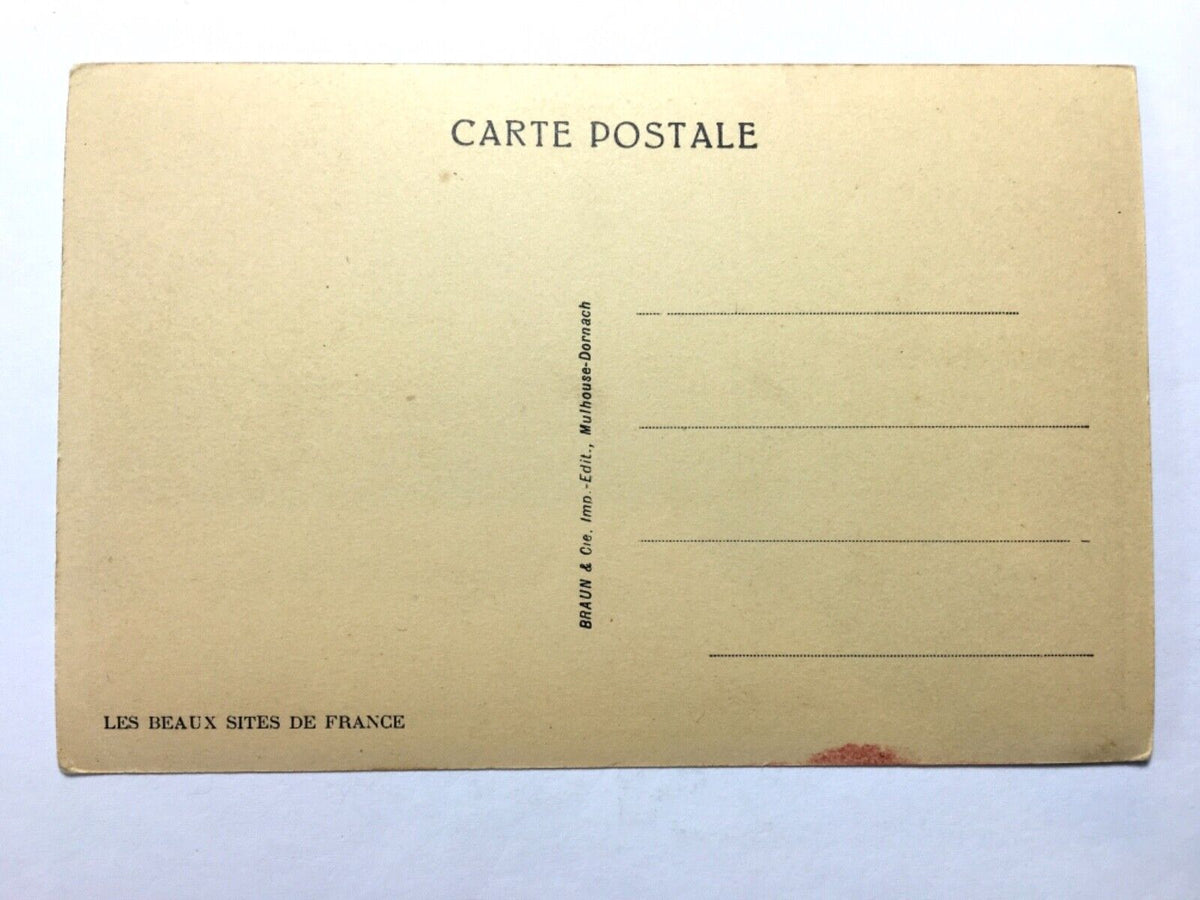 CARTE POSTALE
BRAUN & Cie, Imp.-Edit., Mulhouse-Dornach
LES BEAUX SITES DE FRANCE